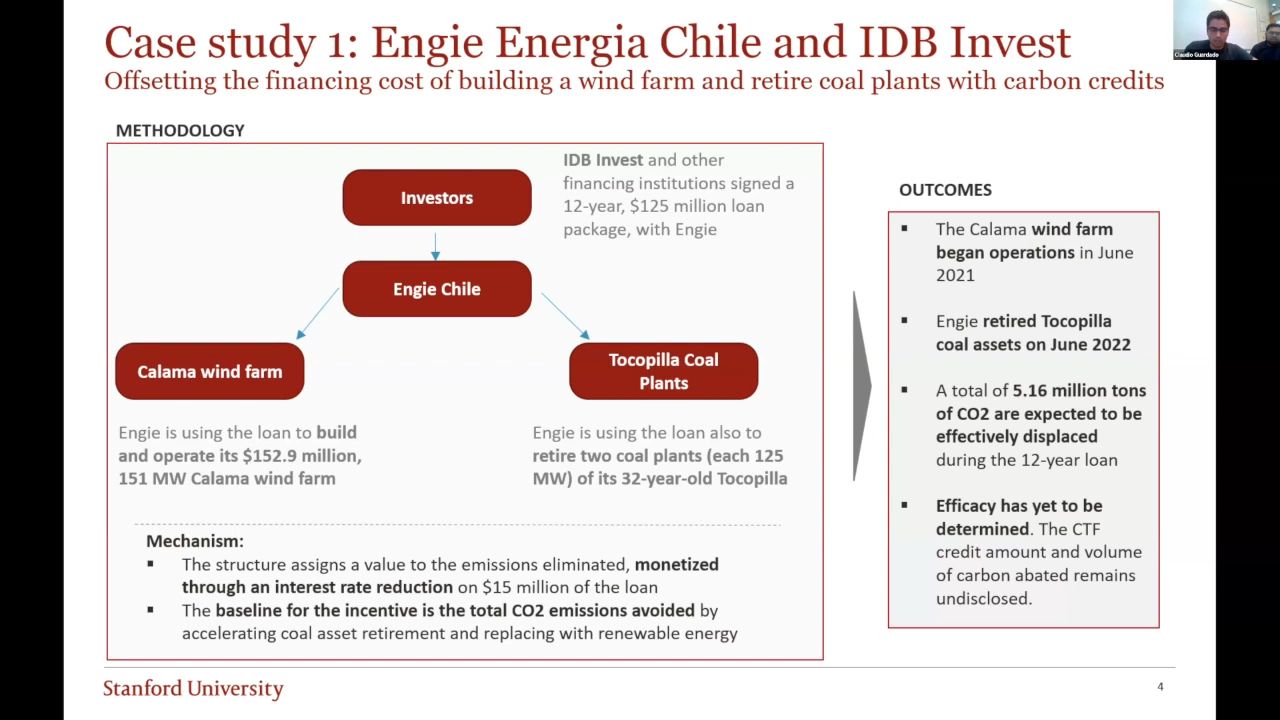 Case study 1: Engie Energia Chile and IDB Invest
Offsetting the financing cost of building a wind farm and retire coal plants with carbon credits
Claudio Guardado
METHODOLOGY
Investors
IDB Invest and other
financing institutions signed a
12-year, $125 million loan
package, with Engie
Engie Chile
Calama wind farm
Tocopilla Coal
Plants
Engie is using the loan to build
and operate its $152.9 million,
151 MW Calama wind farm
Engie is using the loan also to
retire two coal plants (each 125
MW) of its 32-year-old Tocopilla
Mechanism:
▪ The structure assigns a value to the emissions eliminated, monetized
through an interest rate reduction on $15 million of the loan
▪ The baseline for the incentive is the total CO2 emissions avoided by
accelerating coal asset retirement and replacing with renewable energy
OUTCOMES
▪ The Calama wind farm
began operations in June
2021
▪ Engie retired Tocopilla
coal assets on June 2022
▪ A total of 5.16 million tons
of CO2 are expected to be
effectively displaced
during the 12-year loan
▪ Efficacy has yet to be
determined. The CTF
credit amount and volume
of carbon abated remains
undisclosed.
Stanford University
4